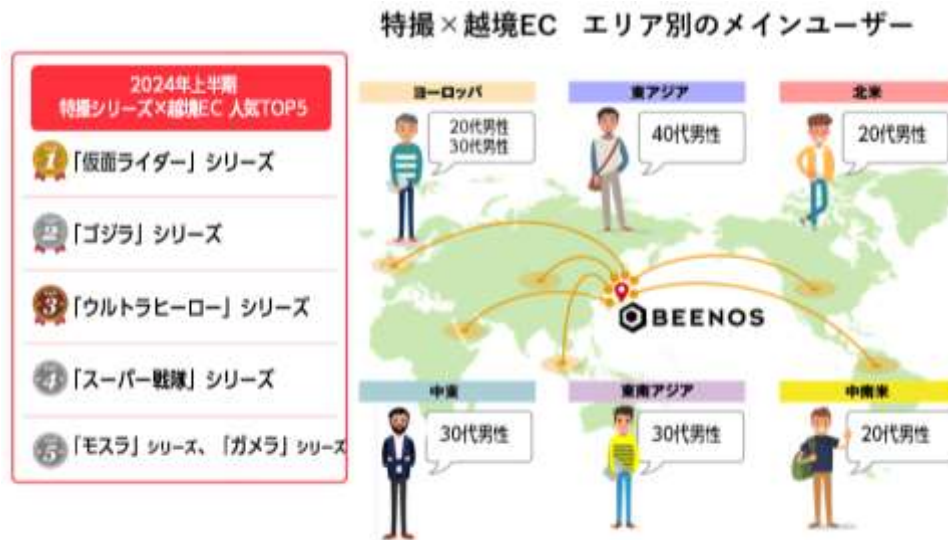 特撮×越境EC エリア別のメインユーザー
2024年上半期
特撮シリーズ×越境EC 人気TOP5
1 「仮面ライダー」シリーズ
2 「ゴジラ」シリーズ
3 「ウルトラヒーロー」シリーズ
4 「スーパー戦隊」シリーズ
5 「モスラ」シリーズ、「ガメラ」シリーズ
ヨーロッパ
20代男性
30代男性
東アジア
40代男性
北米
20代男性
BEENOS
中東
30代男性
東南アジア
30代男性
中南米
20代男性